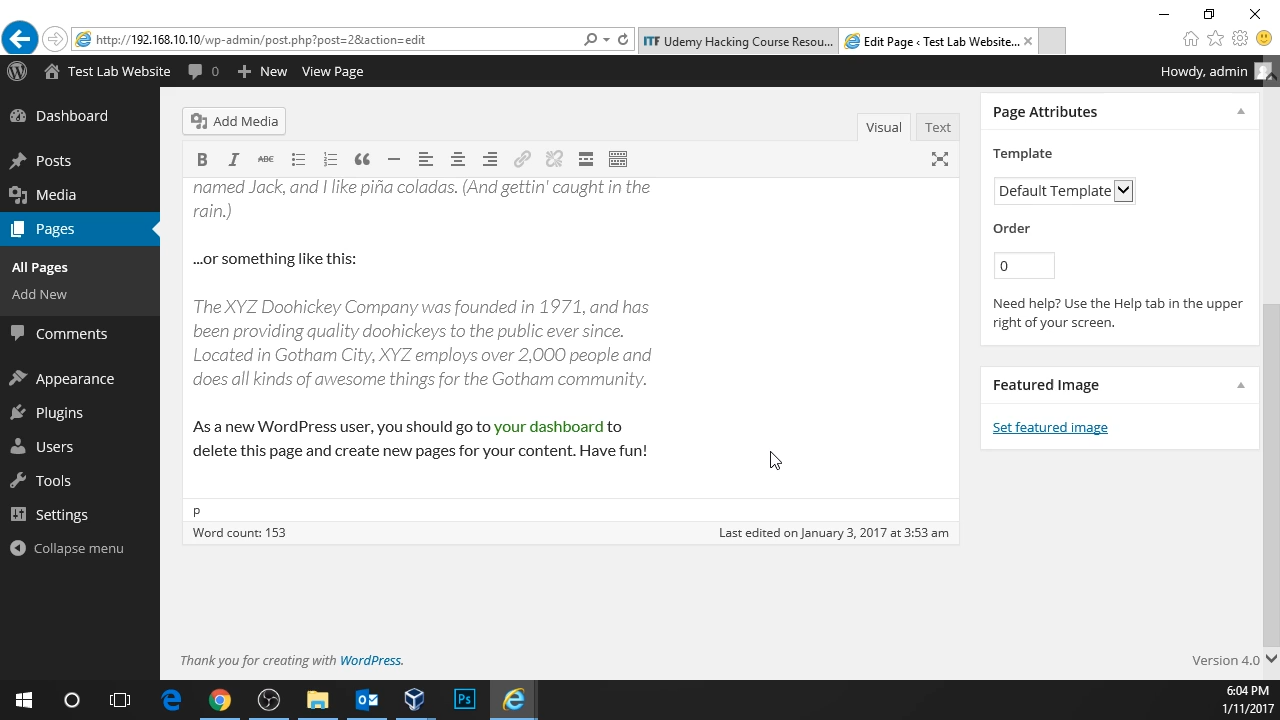 http://192.168.10.10/wp-admin/post.php?post=2&action=edit
ITF Udemy Hacking Course Resou...
Edit Page ‹ Test Lab Website...
Test Lab Website
0
New
View Page
Howdy, admin
Dashboard
Posts
Media
Pages
All Pages
Add New
Comments
Appearance
Plugins
Users
Tools
Settings
Collapse menu
Add Media
Visual
Text
B
I
ABC
named Jack, and I like piña coladas. (And gettin' caught in the
rain.)
...or something like this:
The XYZ Doohickey Company was founded in 1971, and has
been providing quality doohickeys to the public ever since.
Located in Gotham City, XYZ employs over 2,000 people and
does all kinds of awesome things for the Gotham community.
As a new WordPress user, you should go to your dashboard to
delete this page and create new pages for your content. Have fun!
p
Word count: 153
Last edited on January 3, 2017 at 3:53 am
Page Attributes
Template
Default Template
Order
0
Need help? Use the Help tab in the upper
right of your screen.
Featured Image
Set featured image
Thank you for creating with WordPress.
Version 4.0
Ps
6:04 PM
1/11/2017